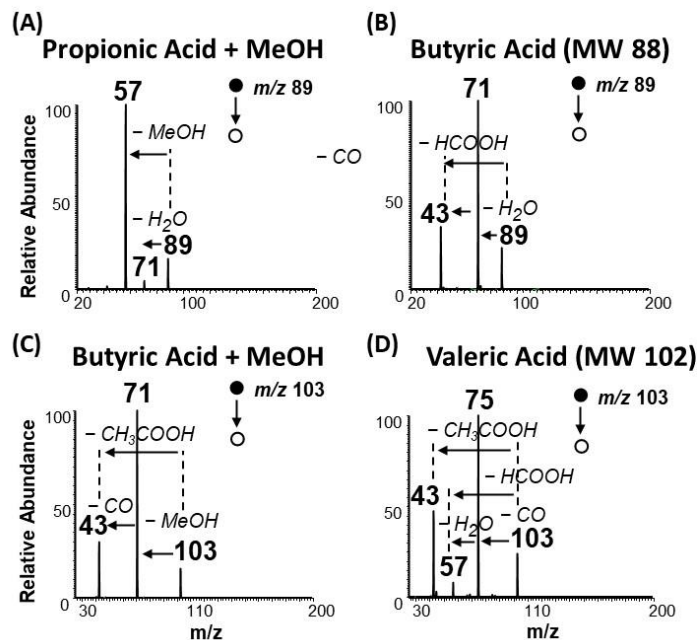 (A)
Propionic Acid + MeOH
57
m/z 89
– MeOH
– H2O
89
71
Relative Abundance
100
50
0
20
100
200
– CO
(B)
Butyric Acid (MW 88)
71
m/z 89
– HCOOH
43
– H2O
89
100
50
0
20
100
200
(C)
Butyric Acid + MeOH
71
m/z 103
– CH3COOH
– CO
43
– MeOH
103
Relative Abundance
100
50
0
30
110
200
m/z
(D)
Valeric Acid (MW 102)
75
m/z 103
– CH3COOH
– HCOOH
43
– H2O
– CO
103
57
100
50
0
30
110
200
m/z